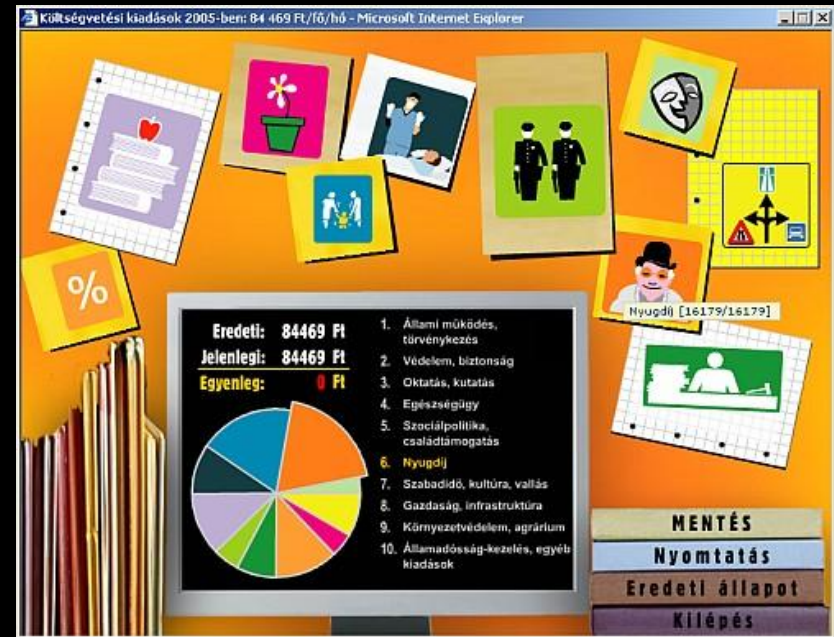 Költségvetési kiadások 2005-ben: 84 469 Ft/fő/hó - Microsoft Internet Explorer
%
Nyugdíj [16179/16179]
Eredeti: 84469 Ft
Jelenlegi: 84469 Ft
Egyenleg: 0 Ft
1. Állami működés,
törvénykezés
2. Védelem, biztonság
3. Oktatás, kutatás
4. Egészségügy
5. Szociálpolitika,
családtámogatás
6. Nyugdíj
7. Szabadidő, kultúra, vallás
8. Gazdaság, infrastruktúra
9. Környezetvédelem, agrárium
10. Államadósság-kezelés, egyéb
kiadások
MENTÉS
Nyomtatás
Eredeti állapot
Kilépés